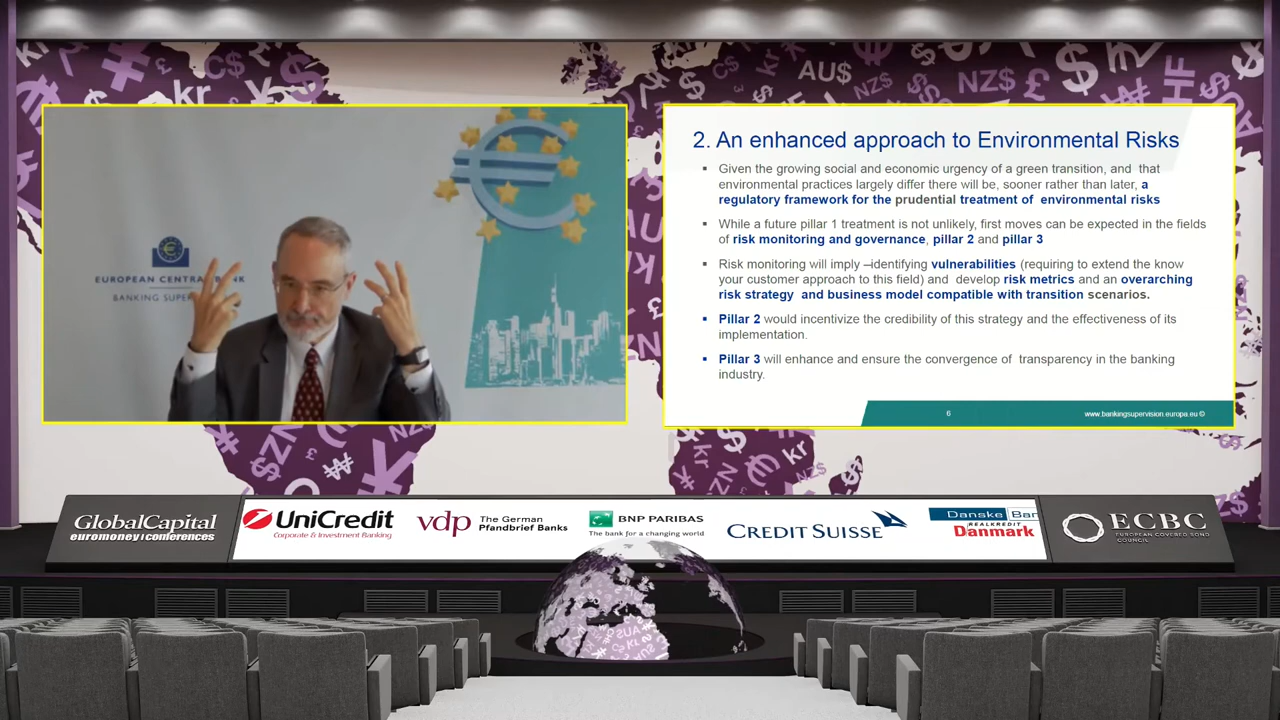 EUROPEAN CENTRAL BANK
2. An enhanced approach to Environmental Risks
▪ Given the growing social and economic urgency of a green transition, and that
environmental practices largely differ there will be, sooner rather than later, a
regulatory framework for the prudential treatment of environmental risks
▪ While a future pillar 1 treatment is not unlikely, first moves can be expected in the fields
of risk monitoring and governance, pillar 2 and pillar 3
▪ Risk monitoring will imply –identifying vulnerabilities (requiring to extend the know
your customer approach to this field) and develop risk metrics and an overarching
risk strategy and business model compatible with transition scenarios.
▪ Pillar 2 would incentivize the credibility of this strategy and the effectiveness of its
implementation.
▪ Pillar 3 will enhance and ensure the convergence of transparency in the banking
industry.
6
www.bankingsupervision.europa.eu ©
GlobalCapital
euromoney conferences
UniCredit
Corporate & Investment Banking
vdp The German
Pfandbrief Banks
BNP PARIBAS
The bank for a changing world
CREDIT SUISSE
Danske Ban
REALKREDIT
Danmark
ECBC
EUROPEAN COVERED BOND
COUNCIL